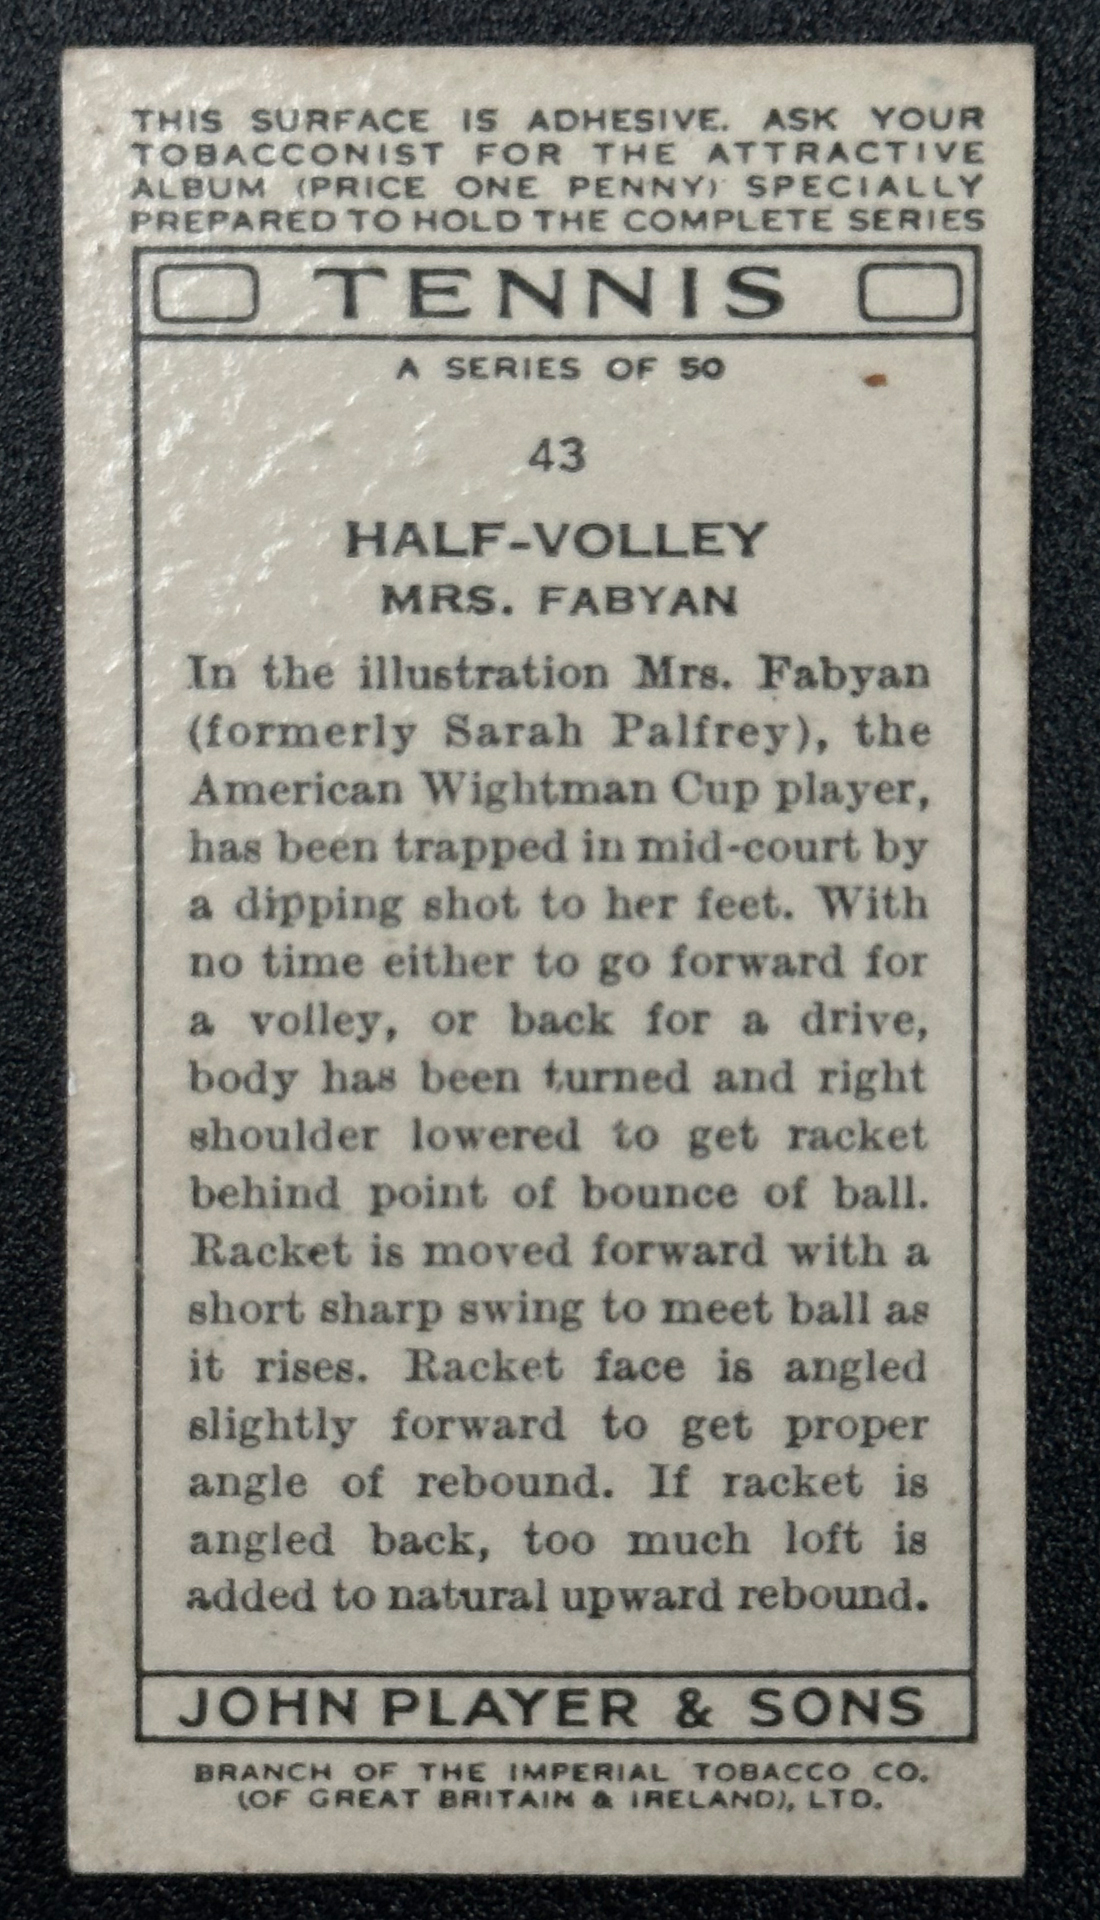 THIS SURFACE IS ADHESIVE. ASK YOUR
TOBACCONIST FOR THE ATTRACTIVE
ALBUM (PRICE ONE PENNY) SPECIALLY
PREPARED TO HOLD THE COMPLETE SERIES
TENNIS
A SERIES OF 50
43
HALF-VOLLEY
MRS. FABYAN
In the illustration Mrs. Fabyan
(formerly Sarah Palfrey), the
American Wightman Cup player,
has been trapped in mid-court by
a dipping shot to her feet. With
no time either to go forward for
a volley, or back for a drive,
body has been turned and right
shoulder lowered to get racket
behind point of bounce of ball.
Racket is moved forward with a
short sharp swing to meet ball as
it rises. Racket face is angled
slightly forward to get proper
angle of rebound. If racket is
angled back, too much loft is
added to natural upward rebound.
JOHN PLAYER & SONS
BRANCH OF THE IMPERIAL TOBACCO CO.
(OF GREAT BRITAIN & IRELAND), LTD.